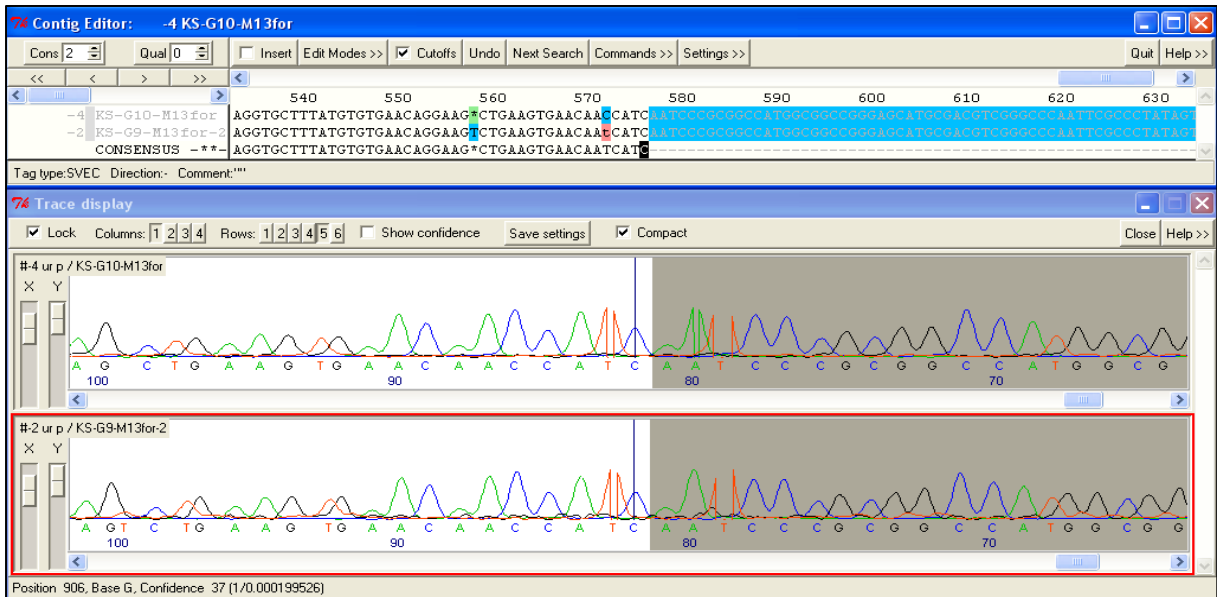 Contig Editor: -4 KS-G10-M13for
Cons 2 Qual 0 Insert Edit Modes >> Cutoffs Undo Next Search Commands >> Settings >> Quit Help >>
<< < > >>
540 550 560 570 580 590 600 610 620 630
-4 KS-G10-M13for AGGTGCTTTATGTGTGAACAGGAAG*CTGAAGTGAACAACCATCAATCCCGCGGCCATGGCGGCCGGGAGCATGCGACGTCGGGCCCAATTCGCCCTATAGT
-2 KS-G9-M13for-2 AGGTGCTTTATGTGTGAACAGGAAGTCTGAAGTGAACAAtCATCAATCCCGCGGCCATGGCGGCCGGGAGCATGCGACGTCGGGCCCAATTCGCCCTATAGT
CONSENSUS -**- AGGTGCTTTATGTGTGAACAGGAAG*CTGAAGTGAACAATCATC----------------------------------------------------------
Tag type:SVEC Direction:- Comment:""
Trace display
Lock Columns: 1 2 3 4 Rows: 1 2 3 4 5 6 Show confidence Save settings Compact Close Help >>
#-4 ur p / KS-G10-M13for
X Y
A G C T G A A G T G A A C A A C C A T C A A T C C C G C G G C C A T G G C G
100 90 80 70
#-2 ur p / KS-G9-M13for-2
X Y
A G T C T G A A G T G A A C A A C C A T C A A T C C C G C G G C C A T G G C G G
100 90 80 70
Position 906, Base G, Confidence 37 (1/0.000199526)